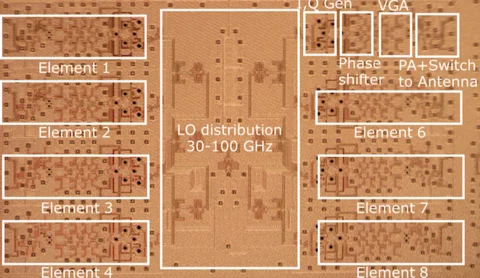 I,Q Gen
VGA
Element 1
Phase
shifter
PA+Switch
to Antenna
Element 2
LO distribution
30-100 GHz
Element 6
Element 3
Element 7
Element 4
Element 8